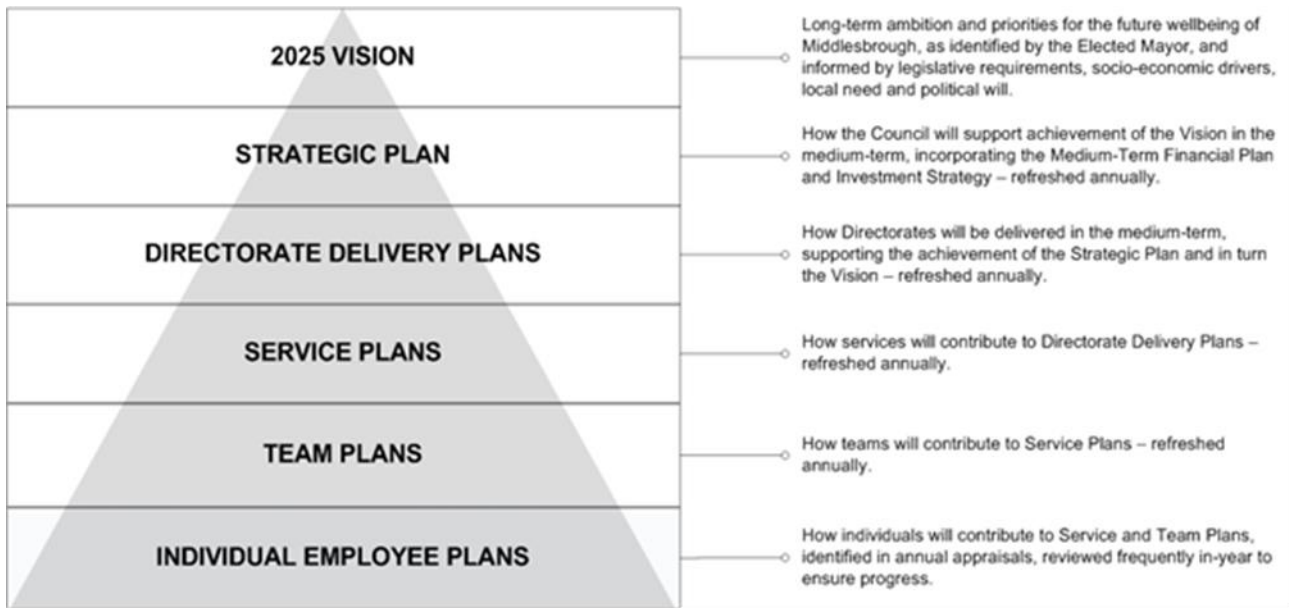 2025 VISION
Long-term ambition and priorities for the future wellbeing of
Middlesbrough, as identified by the Elected Mayor, and
informed by legislative requirements, socio-economic drivers,
local need and political will.
STRATEGIC PLAN
How the Council will support achievement of the Vision in the
medium-term, incorporating the Medium-Term Financial Plan
and Investment Strategy – refreshed annually.
DIRECTORATE DELIVERY PLANS
How Directorates will be delivered in the medium-term,
supporting the achievement of the Strategic Plan and in turn
the Vision – refreshed annually.
SERVICE PLANS
How services will contribute to Directorate Delivery Plans –
refreshed annually.
TEAM PLANS
How teams will contribute to Service Plans – refreshed
annually.
INDIVIDUAL EMPLOYEE PLANS
How individuals will contribute to Service and Team Plans,
identified in annual appraisals, reviewed frequently in-year to
ensure progress.